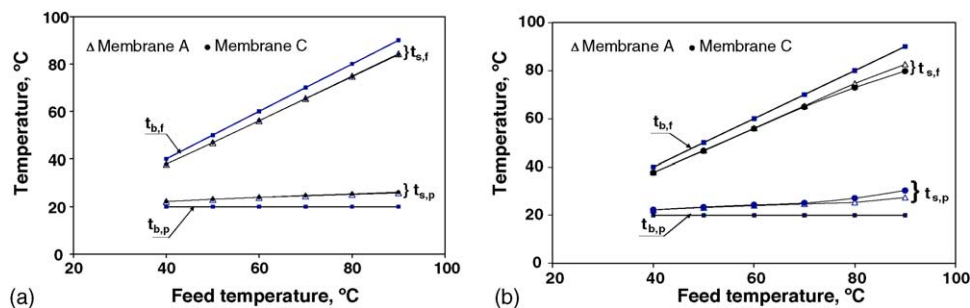 100
80
60
40
20
0
Temperature, ºC
Membrane A
Membrane C
t_s,f
t_b,f
t_s,p
t_b,p
20 40 60 80 100
Feed temperature, ºC
(a)
100
80
60
40
20
0
Temperature, ºC
Membrane A
Membrane C
t_s,f
t_b,f
t_s,p
t_b,p
20 40 60 80 100
Feed temperature, ºC
(b)